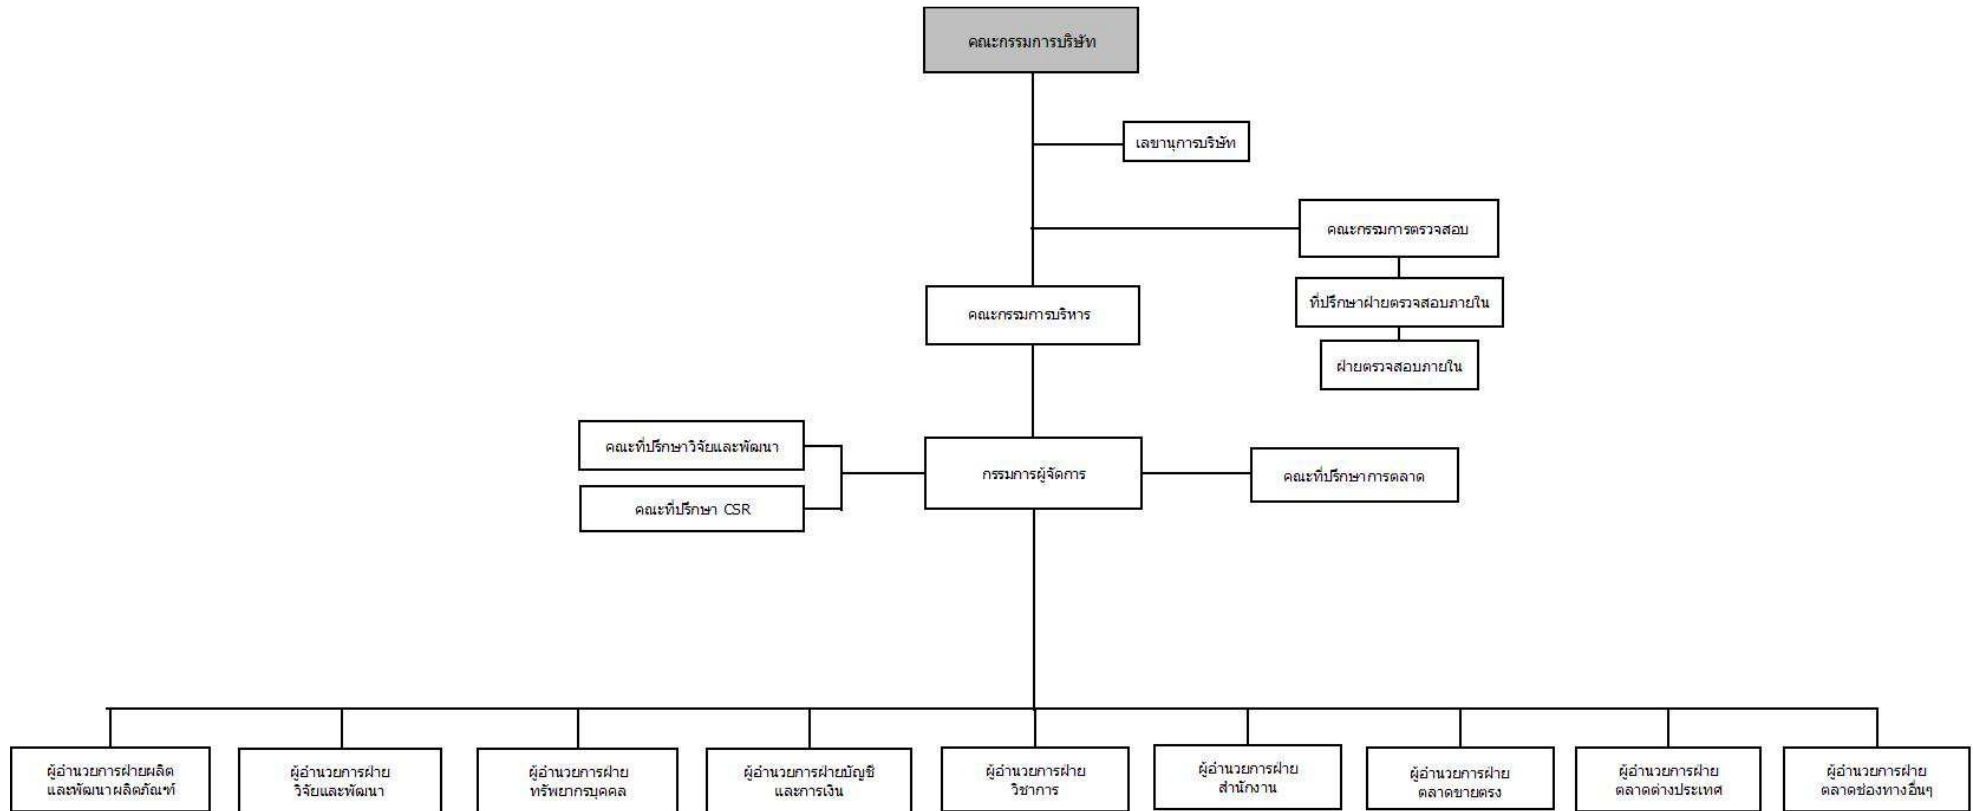 คณะกรรมการบริษัท
เลขานุการบริษัท
คณะกรรมการตรวจสอบ
ที่ปรึกษาฝ่ายตรวจสอบภายใน
คณะกรรมการบริหาร
ฝ่ายตรวจสอบภายใน
คณะที่ปรึกษาวิจัยและพัฒนา
กรรมการผู้จัดการ
คณะที่ปรึกษาการตลาด
คณะที่ปรึกษา CSR
ผู้อำนวยการฝ่ายผลิต
และพัฒนาผลิตภัณฑ์
ผู้อำนวยการฝ่าย
วิจัยและพัฒนา
ผู้อำนวยการฝ่าย
ทรัพยากรบุคคล
ผู้อำนวยการฝ่ายบัญชี
และการเงิน
ผู้อำนวยการฝ่าย
วิชาการ
ผู้อำนวยการฝ่าย
สำนักงาน
ผู้อำนวยการฝ่าย
ตลาดขายตรง
ผู้อำนวยการฝ่าย
ตลาดต่างประเทศ
ผู้อำนวยการฝ่าย
ตลาดช่องทางอื่นๆ